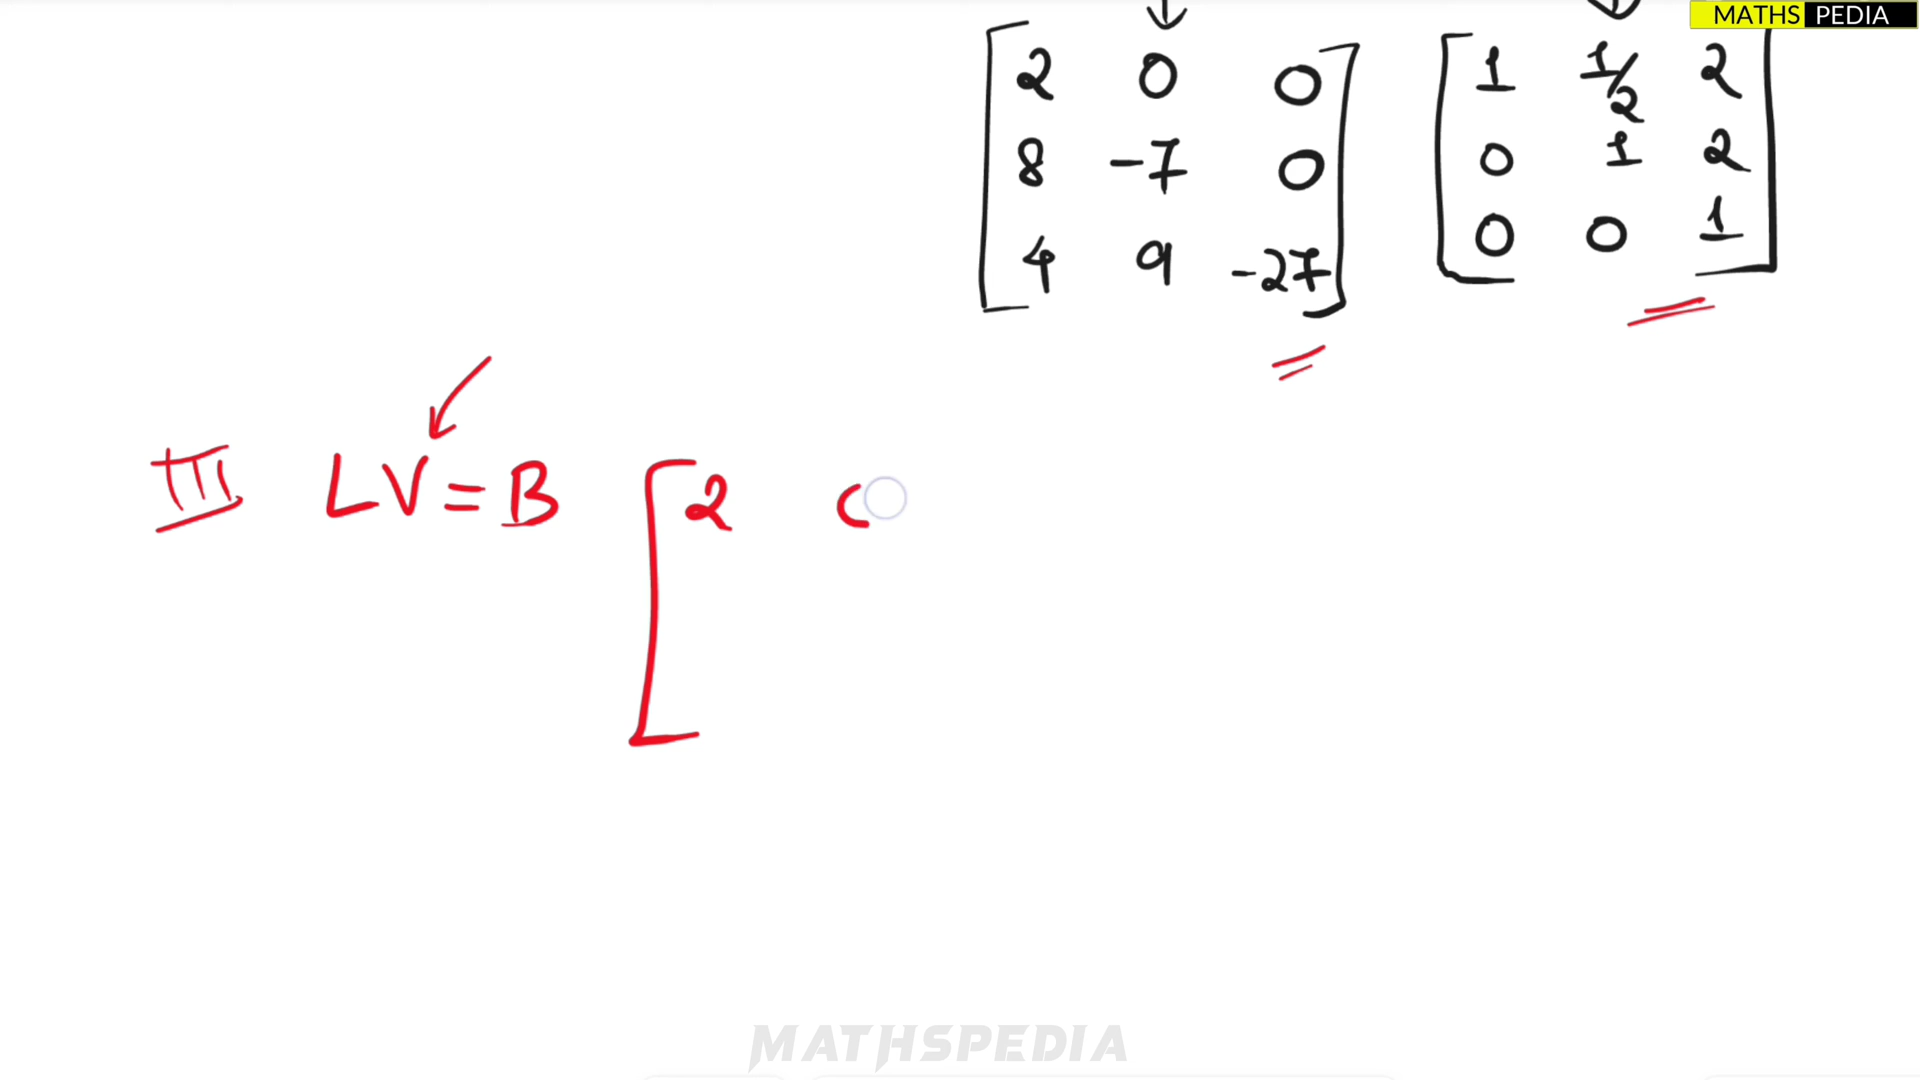 MATHS PEDIA
2 0 0
8 -7 0
4 9 -27
1 1/2 2
0 1 2
0 0 1
III LV = B [ 2
MATHSPEDIA